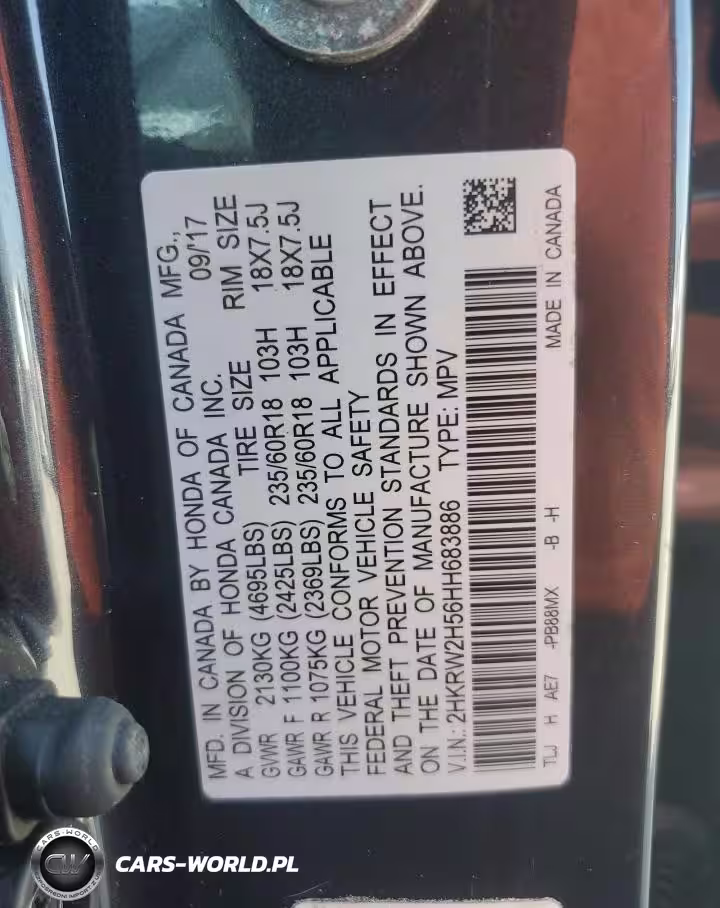 MFD. IN CANADA BY HONDA OF CANADA MFG.,
A DIVISION OF HONDA CANADA INC. 09/'17
GVWR 2130KG (4695LBS) TIRE SIZE RIM SIZE
GAWR F 1100KG (2425LBS) 235/60R18 103H 18X7.5J
GAWR R 1075KG (2369LBS) 235/60R18 103H 18X7.5J
THIS VEHICLE CONFORMS TO ALL APPLICABLE
FEDERAL MOTOR VEHICLE SAFETY
AND THEFT PREVENTION STANDARDS IN EFFECT
ON THE DATE OF MANUFACTURE SHOWN ABOVE.
V.I.N.: 2HKRW2H56HH683886 TYPE: MPV
TLJ H AE7 -PB88MX -B -H MADE IN CANADA
CARS-WORLD
CW
CARS-WORLD.PL